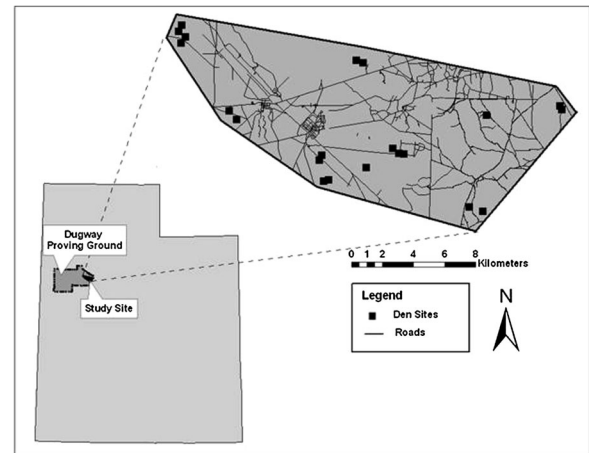 Dugway
Proving Ground
Study Site
0 1 2 4 6 8
Kilometers
Legend
Den Sites
Roads
N